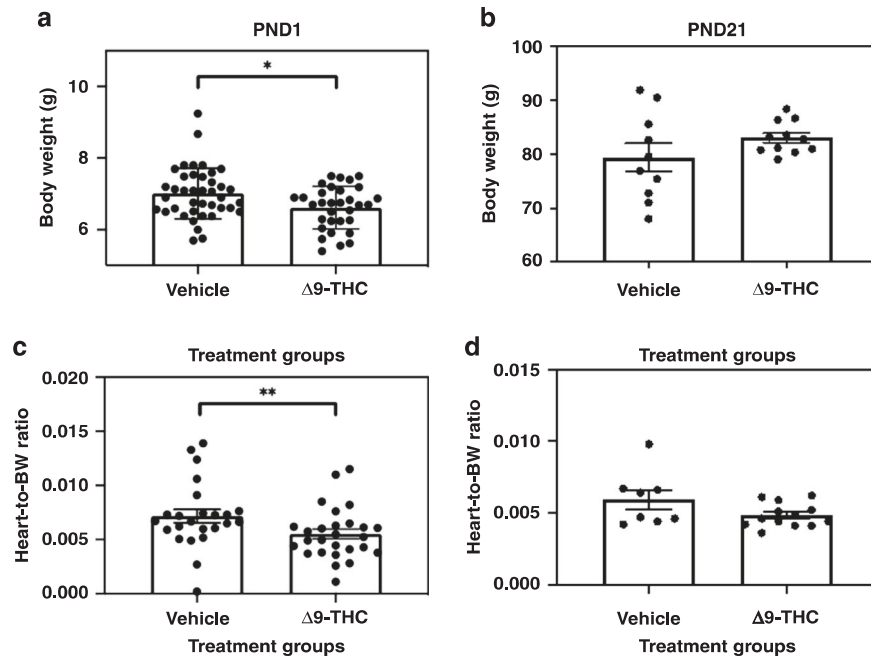 a
PND1
Body weight (g)
10
8
6
*
Vehicle
Δ9-THC
Treatment groups
b
PND21
Body weight (g)
100
90
80
70
60
Vehicle
Δ9-THC
Treatment groups
c
Heart-to-BW ratio
0.020
0.015
0.010
0.005
0.000
**
Vehicle
Δ9-THC
Treatment groups
d
Heart-to-BW ratio
0.015
0.010
0.005
0.000
Vehicle
Δ9-THC
Treatment groups